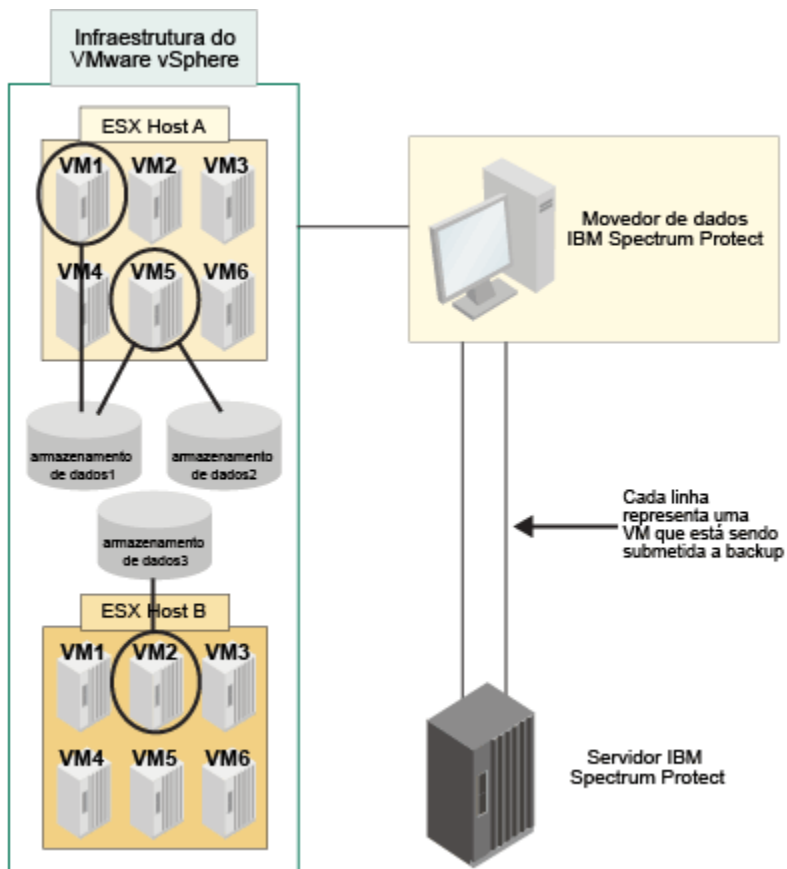 Infraestrutura do
VMware vSphere
ESX Host A
VM1 VM2 VM3
VM4 VM5 VM6
armazenamento
de dados1
armazenamento
de dados2
armazenamento
de dados3
ESX Host B
VM1 VM2 VM3
VM4 VM5 VM6
Movedor de dados
IBM Spectrum Protect
Cada linha
representa uma
VM que está sendo
submetida a backup
Servidor IBM
Spectrum Protect